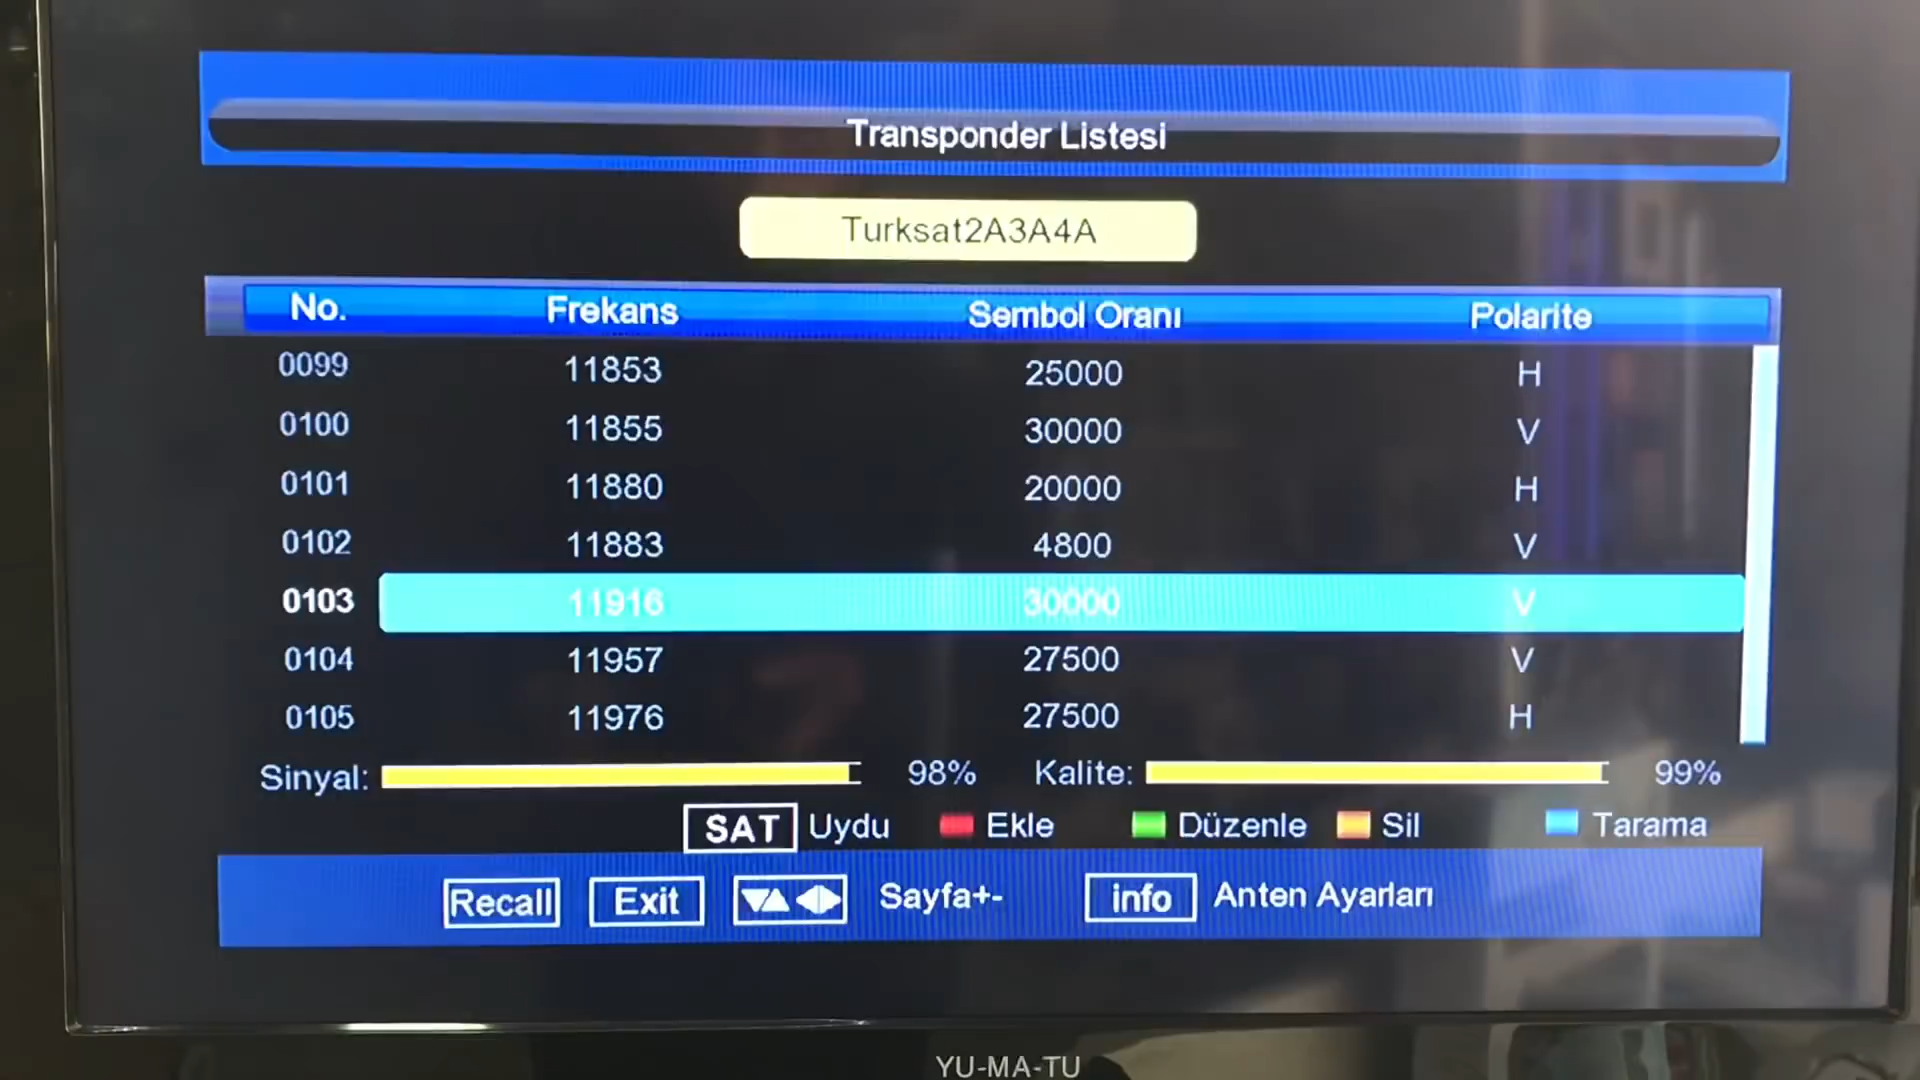 Transponder Listesi
Turksat2A3A4A
No. Frekans Sembol Oranı Polarite
0099 11853 25000 H
0100 11855 30000 V
0101 11880 20000 H
0102 11883 4800 V
0103 11916 30000 V
0104 11957 27500 V
0105 11976 27500 H
Sinyal: 98% Kalite: 99%
SAT Uydu Ekle Düzenle Sil Tarama
Recall Exit Sayfa+- info Anten Ayarları
YU-MA-TU